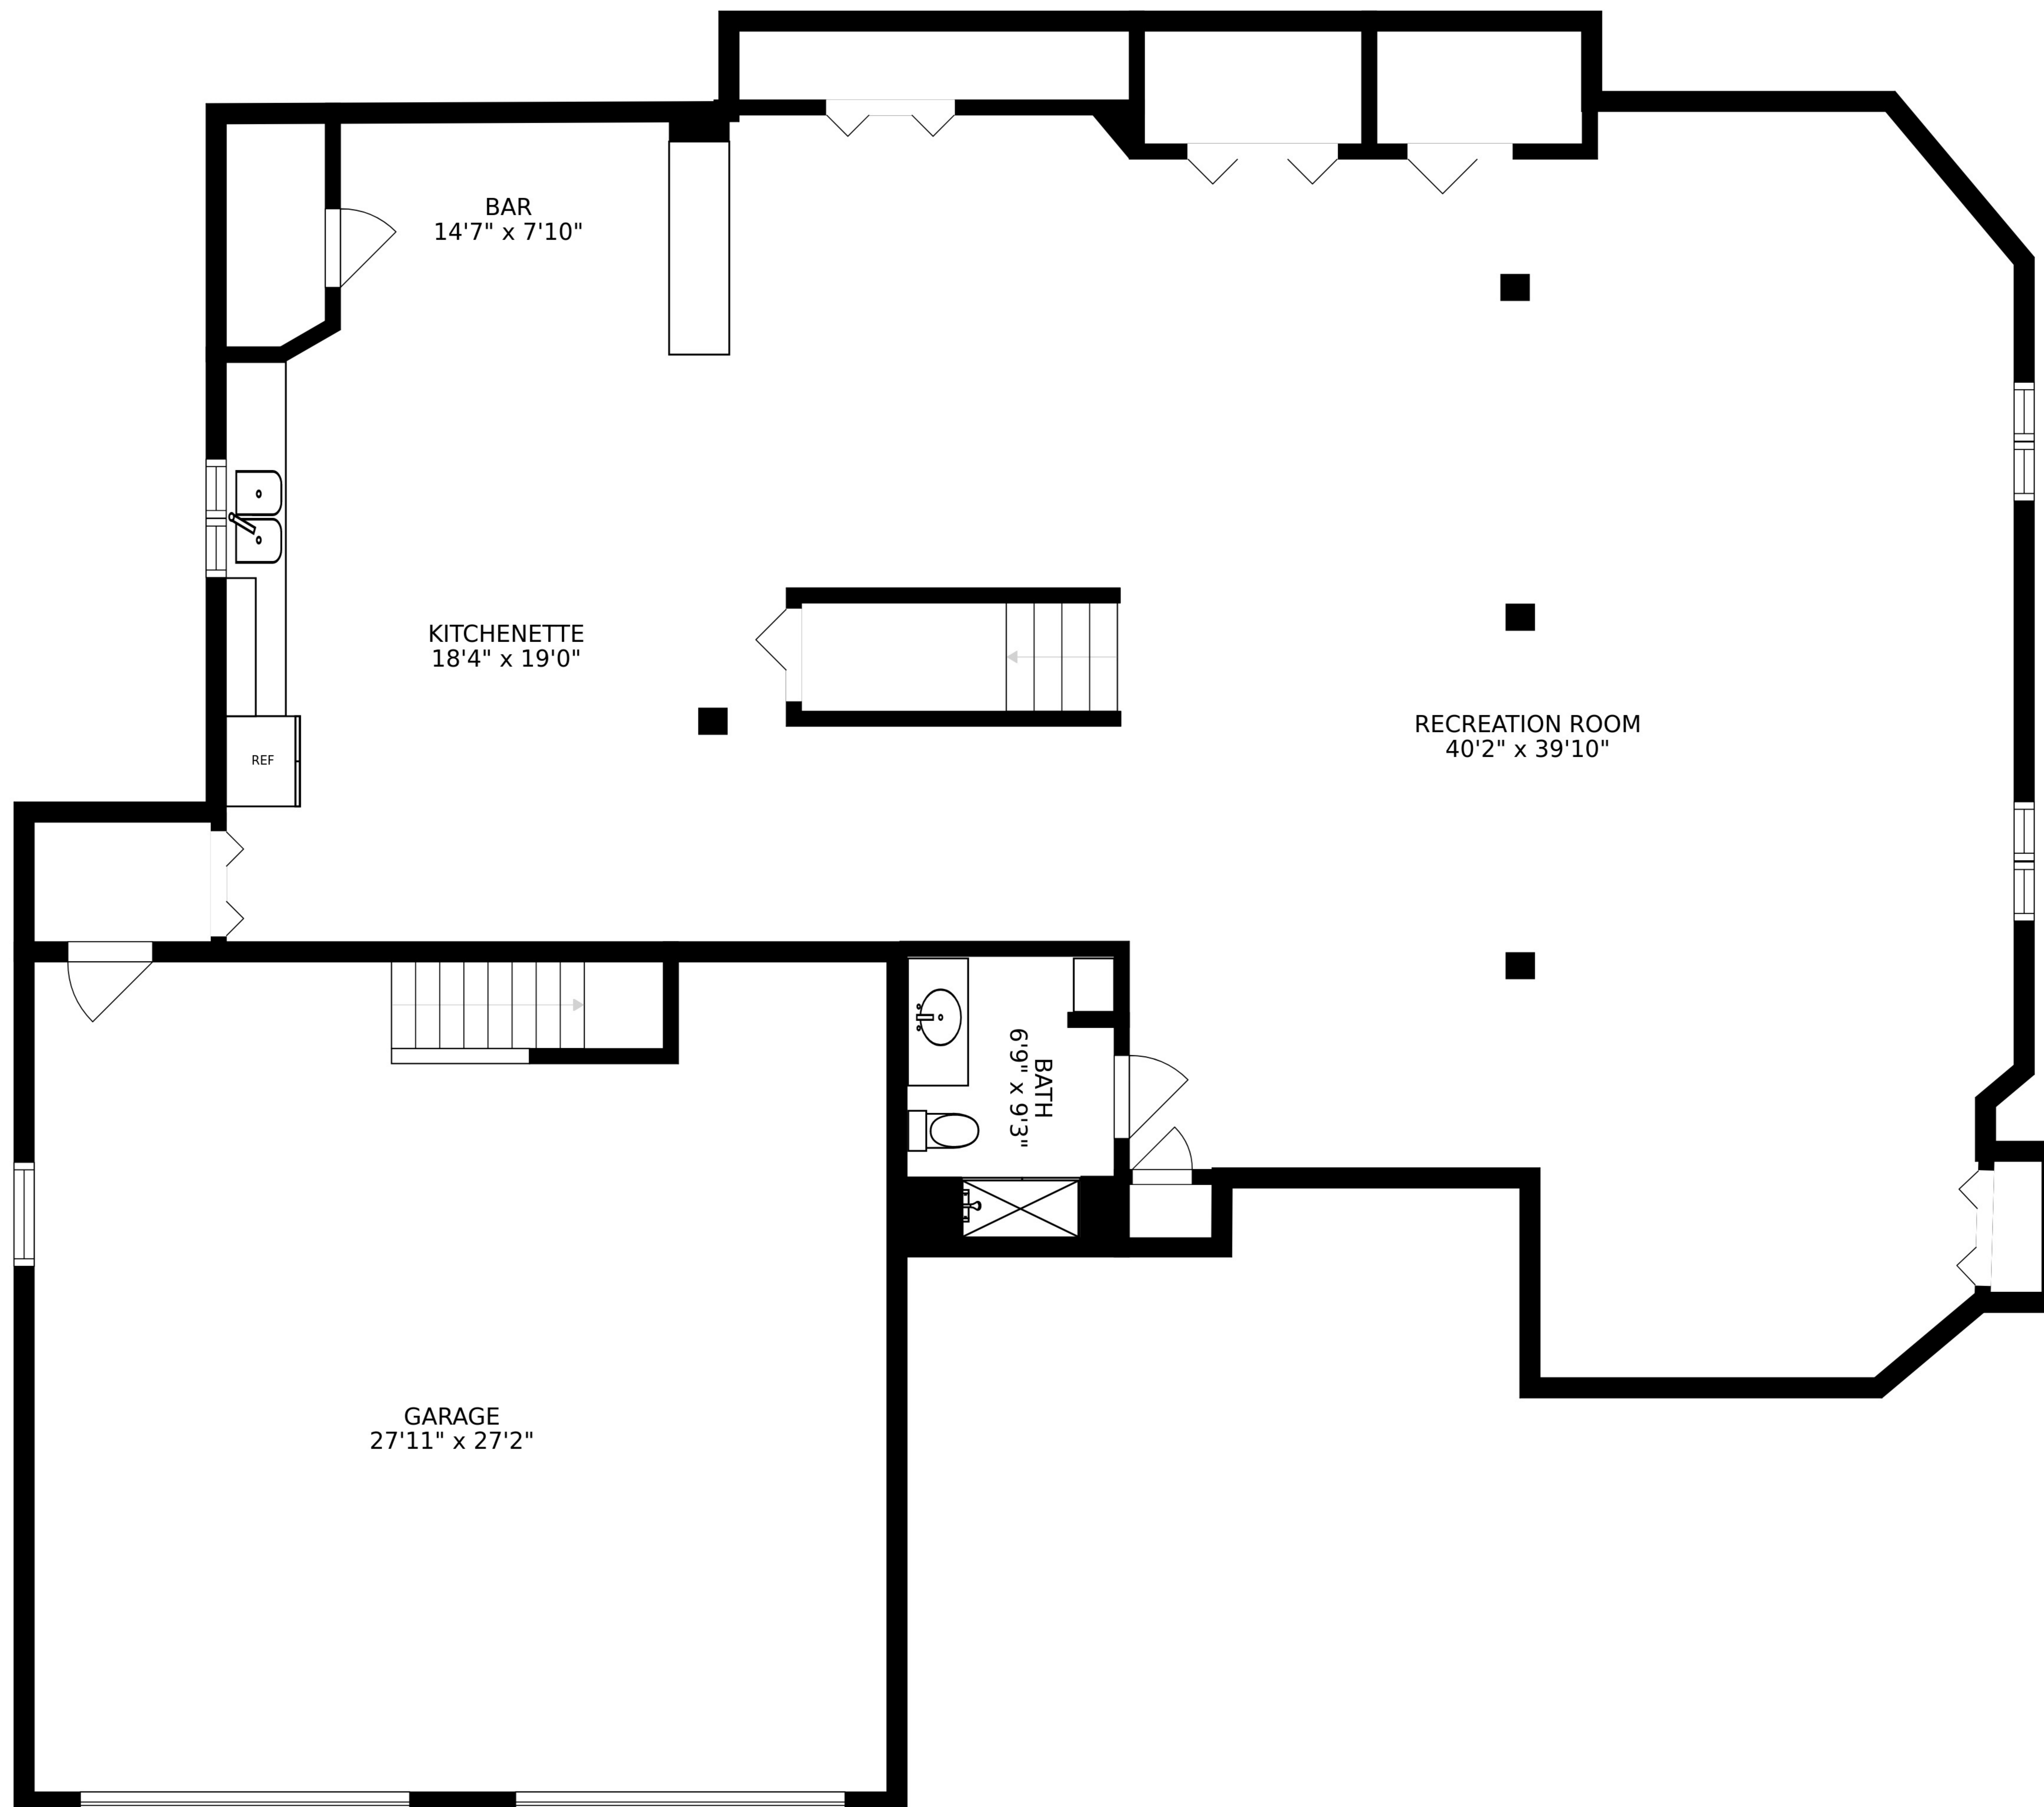 BAR
14'7" x 7'10"
KITCHENETTE
18'4" x 19'0"
RECREATION ROOM
40'2" x 39'10"
REF
BATH
6'9" x 9'3"
GARAGE
27'11" x 27'2"